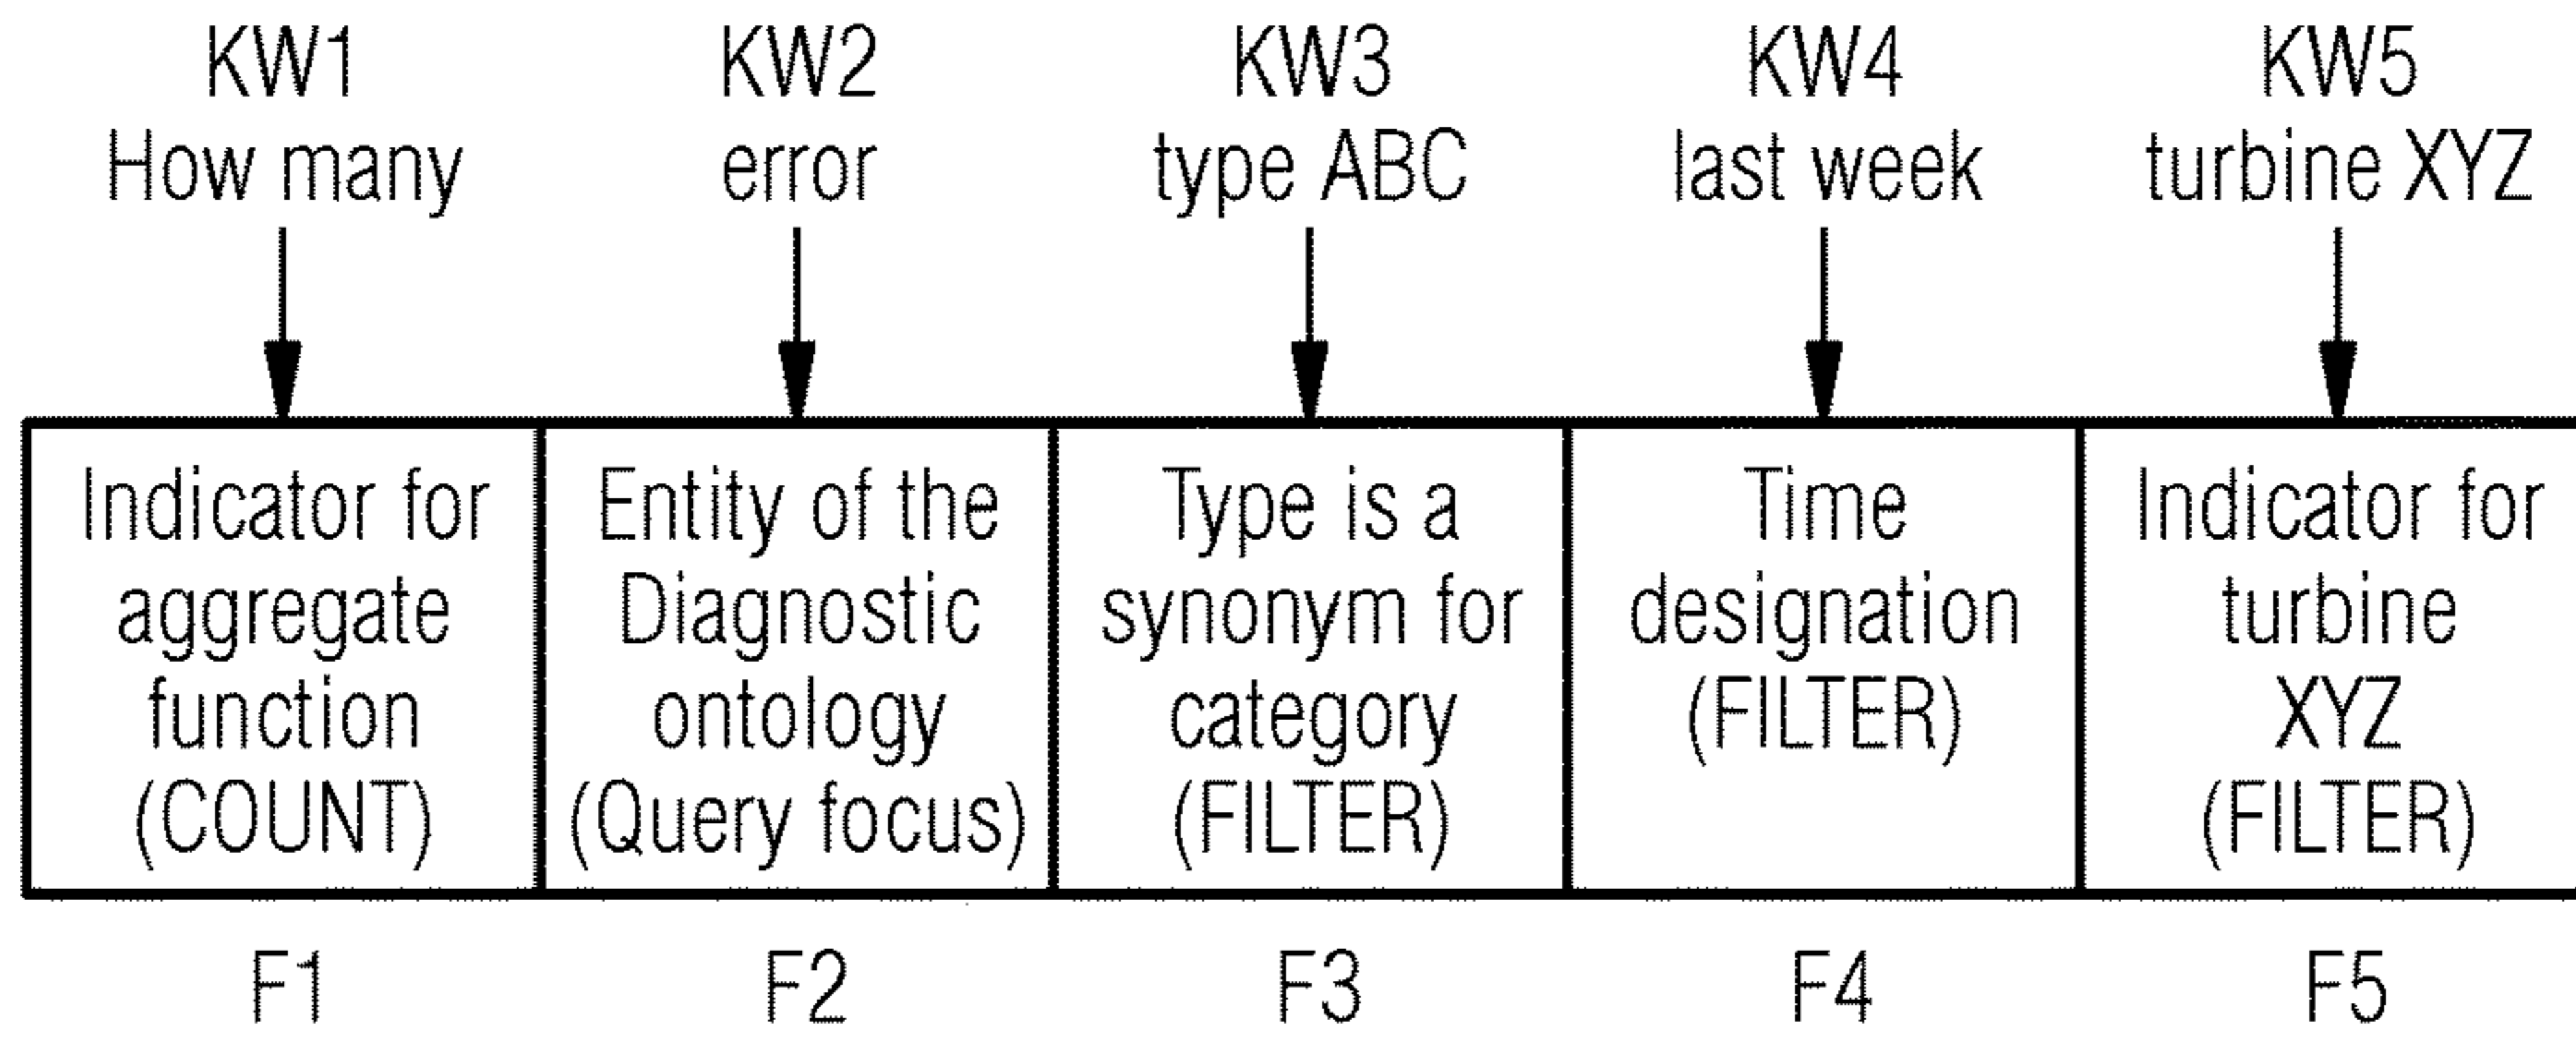 KW1
How many
KW2
error
KW3
type ABC
KW4
last week
KW5
turbine XYZ
Indicator for
aggregate
function
(COUNT)
Entity of the
Diagnostic
ontology
(Query focus)
Type is a
synonym for
category
(FILTER)
Time
designation
(FILTER)
Indicator for
turbine
XYZ
(FILTER)
F1
F2
F3
F4
F5